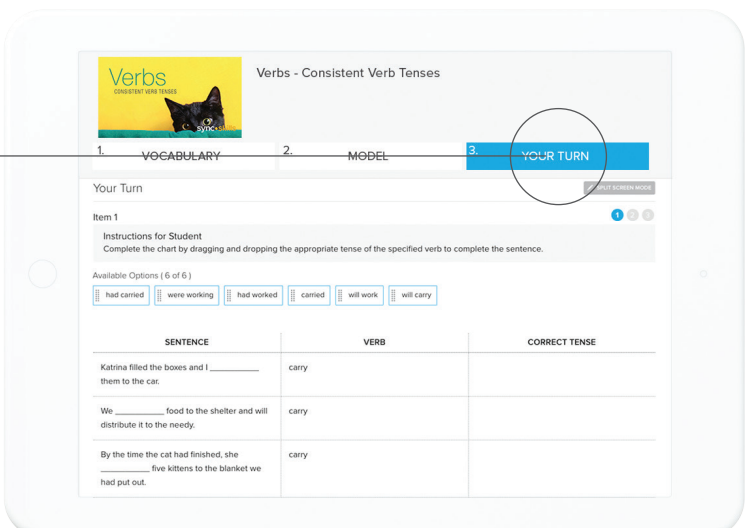 Verbs
CONSISTENT VERB TENSES
sync•skills
Verbs - Consistent Verb Tenses
1. VOCABULARY
2. MODEL
3. YOUR TURN
Your Turn
SPLIT SCREEN MODE
Item 1
1 2 3
Instructions for Student
Complete the chart by dragging and dropping the appropriate tense of the specified verb to complete the sentence.
Available Options ( 6 of 6 )
had carried were working had worked carried will work will carry
SENTENCE VERB CORRECT TENSE
Katrina filled the boxes and I __________ carry
them to the car.
We __________ food to the shelter and will carry
distribute it to the needy.
By the time the cat had finished, she carry
__________ five kittens to the blanket we
had put out.